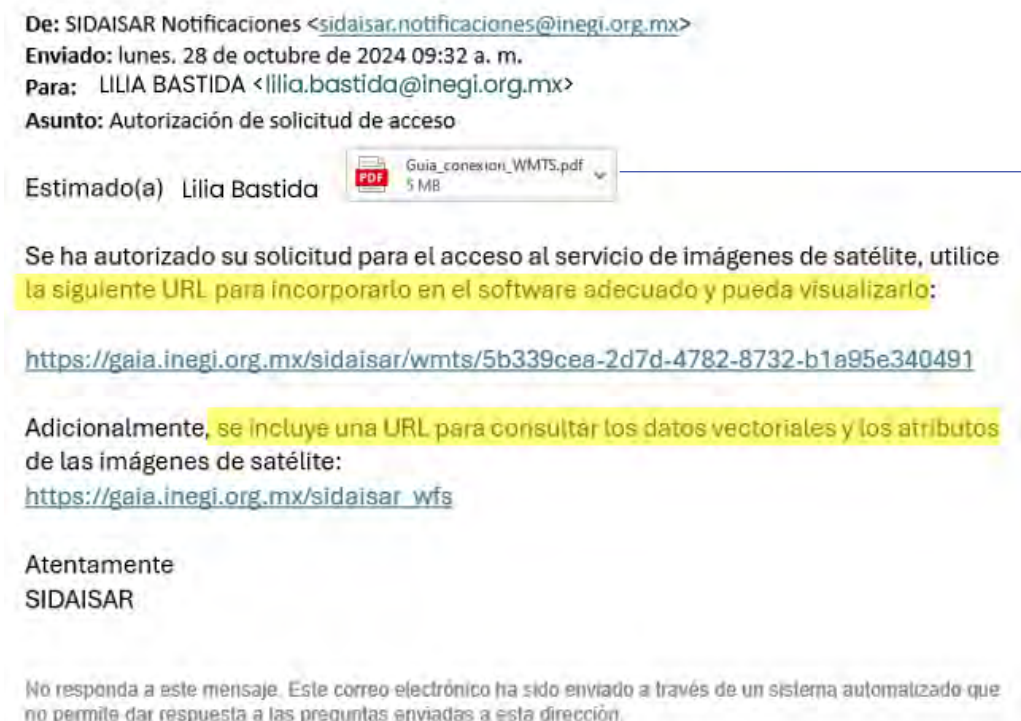 De: SIDAISAR Notificaciones <sidaisar.notificaciones@inegi.org.mx>
Enviado: lunes. 28 de octubre de 2024 09:32 a. m.
Para: LILIA BASTIDA <lilia.bastida@inegi.org.mx>
Asunto: Autorización de solicitud de acceso
Guia_conexion_WMTS.pdf
PDF
5 MB
Estimado(a) Lilia Bastida
Se ha autorizado su solicitud para el acceso al servicio de imágenes de satélite, utilice
la siguiente URL para incorporarlo en el software adecuado y pueda visualizarlo:
https://gaia.inegi.org.mx/sidaisar/wmts/5b339cea-2d7d-4782-8732-b1a95e340491
Adicionalmente, se incluye una URL para consultar los datos vectoriales y los atributos
de las imágenes de satélite:
https://gaia.inegi.org.mx/sidaisar_wfs
Atentamente
SIDAISAR
No responda a este mensaje. Este correo electrónico ha sido enviado a través de un sistema automatizado que
no permite dar respuesta a las preguntas enviadas a esta dirección.